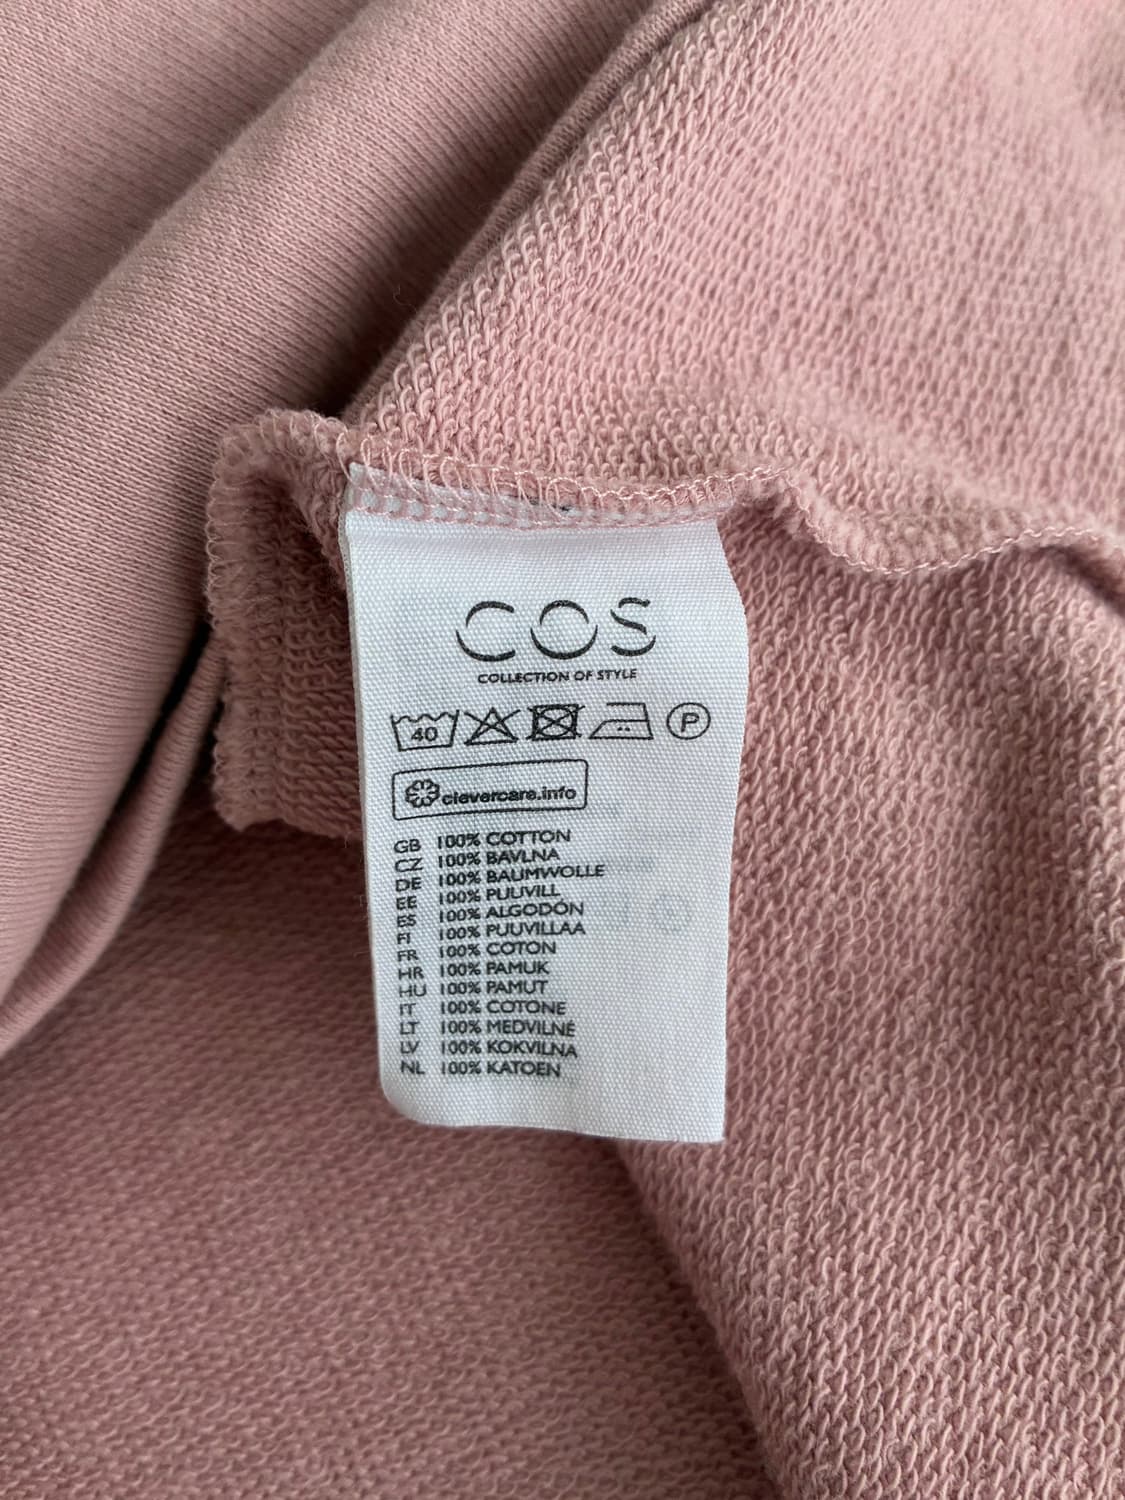 COS
COLLECTION OF STYLE
40 P
clevercare.info
GB 100% COTTON
CZ 100% BAVLNA
DE 100% BAUMWOLLE
EE 100% PUUVILL
ES 100% ALGODÓN
FI 100% PUUVILLAA
FR 100% COTON
HR 100% PAMUK
HU 100% PAMUT
IT 100% COTONE
LT 100% MEDVILNĖ
LV 100% KOKVILNA
NL 100% KATOEN